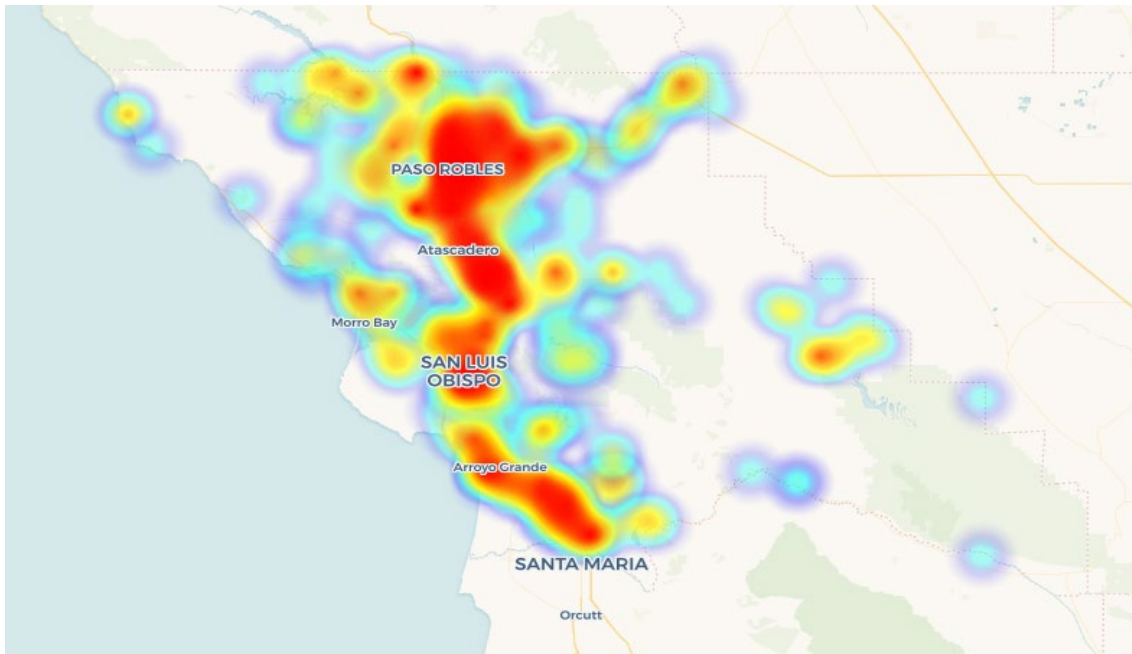 PASO ROBLES
Atascadero
Morro Bay
SAN LUIS
OBISPO
Arroyo Grande
SANTA MARIA
Orcutt